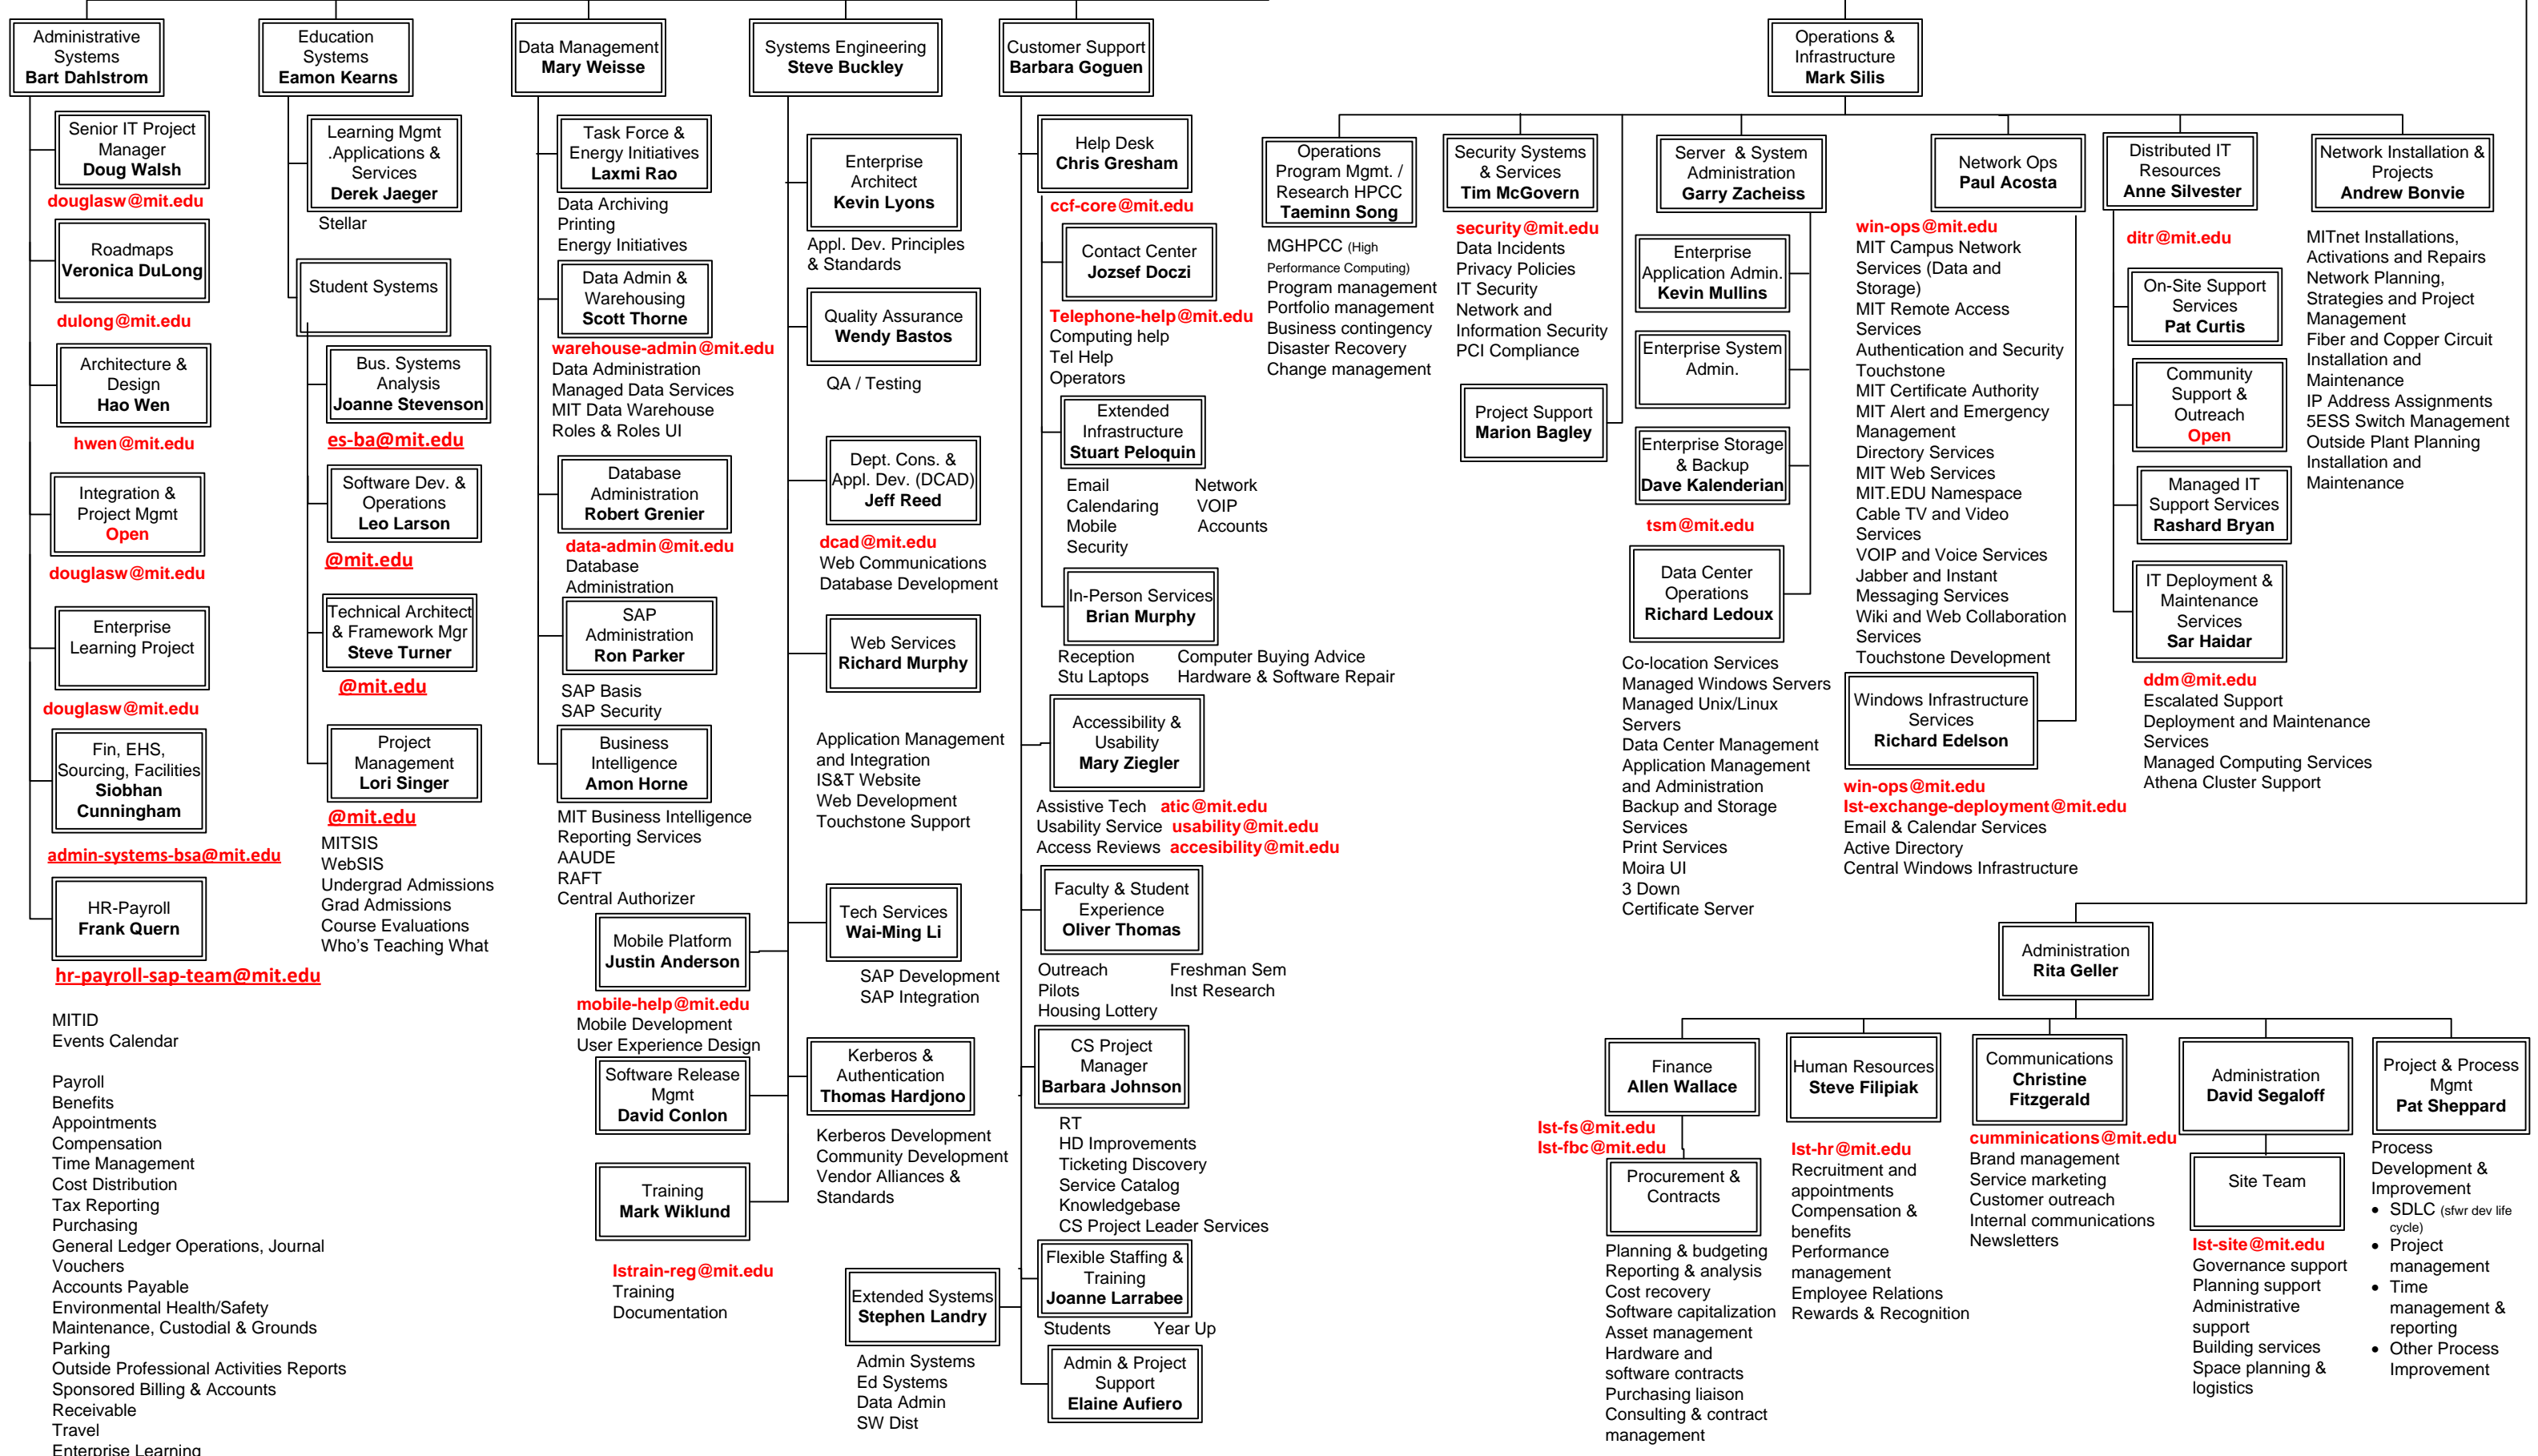 Administrative
Systems
Bart Dahlstrom
Senior IT Project
Manager
Doug Walsh
douglasw@mit.edu
Roadmaps
Veronica DuLong
dulong@mit.edu
Architecture &
Design
Hao Wen
hwen@mit.edu
Integration &
Project Mgmt
Open
douglasw@mit.edu
Enterprise
Learning Project
douglasw@mit.edu
Fin, EHS,
Sourcing, Facilities
Siobhan
Cunningham
admin-systems-bsa@mit.edu
HR-Payroll
Frank Quern
hr-payroll-sap-team@mit.edu
MITID
Events Calendar
Payroll
Benefits
Appointments
Compensation
Time Management
Cost Distribution
Tax Reporting
Purchasing
General Ledger Operations, Journal
Vouchers
Accounts Payable
Environmental Health/Safety
Maintenance, Custodial & Grounds
Parking
Outside Professional Activities Reports
Sponsored Billing & Accounts
Receivable
Travel
Enterprise Learning
Education
Systems
Eamon Kearns
Learning Mgmt
.Applications &
Services
Derek Jaeger
Stellar
Student Systems
Bus. Systems
Analysis
Joanne Stevenson
es-ba@mit.edu
Software Dev. &
Operations
Leo Larson
@mit.edu
Technical Architect
& Framework Mgr
Steve Turner
@mit.edu
Project
Management
Lori Singer
@mit.edu
MITSIS
WebSIS
Undergrad Admissions
Grad Admissions
Course Evaluations
Who's Teaching What
Data Management
Mary Weisse
Task Force &
Energy Initiatives
Laxmi Rao
Data Archiving
Printing
Energy Initiatives
Data Admin &
Warehousing
Scott Thorne
warehouse-admin@mit.edu
Data Administration
Managed Data Services
MIT Data Warehouse
Roles & Roles UI
Database
Administration
Robert Grenier
data-admin@mit.edu
Database
Administration
SAP
Administration
Ron Parker
SAP Basis
SAP Security
Business
Intelligence
Amon Horne
MIT Business Intelligence
Reporting Services
AAUDE
RAFT
Central Authorizer
Mobile Platform
Justin Anderson
mobile-help@mit.edu
Mobile Development
User Experience Design
Software Release
Mgmt
David Conlon
Training
Mark Wiklund
Istrain-reg@mit.edu
Training
Documentation
Systems Engineering
Steve Buckley
Enterprise
Architect
Kevin Lyons
Appl. Dev. Principles
& Standards
Quality Assurance
Wendy Bastos
QA / Testing
Dept. Cons. &
Appl. Dev. (DCAD)
Jeff Reed
dcad@mit.edu
Web Communications
Database Development
Web Services
Richard Murphy
Application Management
and Integration
IS&T Website
Web Development
Touchstone Support
Tech Services
Wai-Ming Li
SAP Development
SAP Integration
Kerberos &
Authentication
Thomas Hardjono
Kerberos Development
Community Development
Vendor Alliances &
Standards
Extended Systems
Stephen Landry
Admin Systems
Ed Systems
Data Admin
SW Dist
Customer Support
Barbara Goguen
Help Desk
Chris Gresham
ccf-core@mit.edu
Contact Center
Jozsef Doczi
Telephone-help@mit.edu
Computing help
Tel Help
Operators
Extended
Infrastructure
Stuart Peloquin
Email Network
Calendaring VOIP
Mobile Accounts
Security
In-Person Services
Brian Murphy
Reception Computer Buying Advice
Stu Laptops Hardware & Software Repair
Accessibility &
Usability
Mary Ziegler
Assistive Tech atic@mit.edu
Usability Service usability@mit.edu
Access Reviews accesibility@mit.edu
Faculty & Student
Experience
Oliver Thomas
Outreach Freshman Sem
Pilots Inst Research
Housing Lottery
CS Project
Manager
Barbara Johnson
RT
HD Improvements
Ticketing Discovery
Service Catalog
Knowledgebase
CS Project Leader Services
Flexible Staffing &
Training
Joanne Larrabee
Students Year Up
Admin & Project
Support
Elaine Aufiero
Operations &
Infrastructure
Mark Silis
Operations
Program Mgmt. /
Research HPCC
Taeminn Song
MGHPCC (High
Performance Computing)
Program management
Portfolio management
Business contingency
Disaster Recovery
Change management
Security Systems
& Services
Tim McGovern
security@mit.edu
Data Incidents
Privacy Policies
IT Security
Network and
Information Security
PCI Compliance
Project Support
Marion Bagley
Server & System
Administration
Garry Zacheiss
Enterprise
Application Admin.
Kevin Mullins
Enterprise System
Admin.
Enterprise Storage
& Backup
Dave Kalenderian
tsm@mit.edu
Data Center
Operations
Richard Ledoux
Co-location Services
Managed Windows Servers
Managed Unix/Linux
Servers
Data Center Management
Application Management
and Administration
Backup and Storage
Services
Print Services
Moira UI
3 Down
Certificate Server
Network Ops
Paul Acosta
win-ops@mit.edu
MIT Campus Network
Services (Data and
Storage)
MIT Remote Access
Services
Authentication and Security
Touchstone
MIT Certificate Authority
MIT Alert and Emergency
Management
Directory Services
MIT Web Services
MIT.EDU Namespace
Cable TV and Video
Services
VOIP and Voice Services
Jabber and Instant
Messaging Services
Wiki and Web Collaboration
Services
Touchstone Development
Windows Infrastructure
Services
Richard Edelson
win-ops@mit.edu
Ist-exchange-deployment@mit.edu
Email & Calendar Services
Active Directory
Central Windows Infrastructure
Distributed IT
Resources
Anne Silvester
ditr@mit.edu
On-Site Support
Services
Pat Curtis
Community
Support &
Outreach
Open
Managed IT
Support Services
Rashard Bryan
IT Deployment &
Maintenance
Services
Sar Haidar
ddm@mit.edu
Escalated Support
Deployment and Maintenance
Services
Managed Computing Services
Athena Cluster Support
Network Installation &
Projects
Andrew Bonvie
MITnet Installations,
Activations and Repairs
Network Planning,
Strategies and Project
Management
Fiber and Copper Circuit
Installation and
Maintenance
IP Address Assignments
5ESS Switch Management
Outside Plant Planning
Installation and
Maintenance
Administration
Rita Geller
Finance
Allen Wallace
Ist-fs@mit.edu
Ist-fbc@mit.edu
Procurement &
Contracts
Planning & budgeting
Reporting & analysis
Cost recovery
Software capitalization
Asset management
Hardware and
software contracts
Purchasing liaison
Consulting & contract
management
Human Resources
Steve Filipiak
Ist-hr@mit.edu
Recruitment and
appointments
Compensation &
benefits
Performance
management
Employee Relations
Rewards & Recognition
Communications
Christine
Fitzgerald
cumminications@mit.edu
Brand management
Service marketing
Customer outreach
Internal communications
Newsletters
Administration
David Segaloff
Site Team
Ist-site@mit.edu
Governance support
Planning support
Administrative
support
Building services
Space planning &
logistics
Project & Process
Mgmt
Pat Sheppard
Process
Development &
Improvement
• SDLC (sfwr dev life
cycle)
• Project
management
• Time
management &
reporting
• Other Process
Improvement